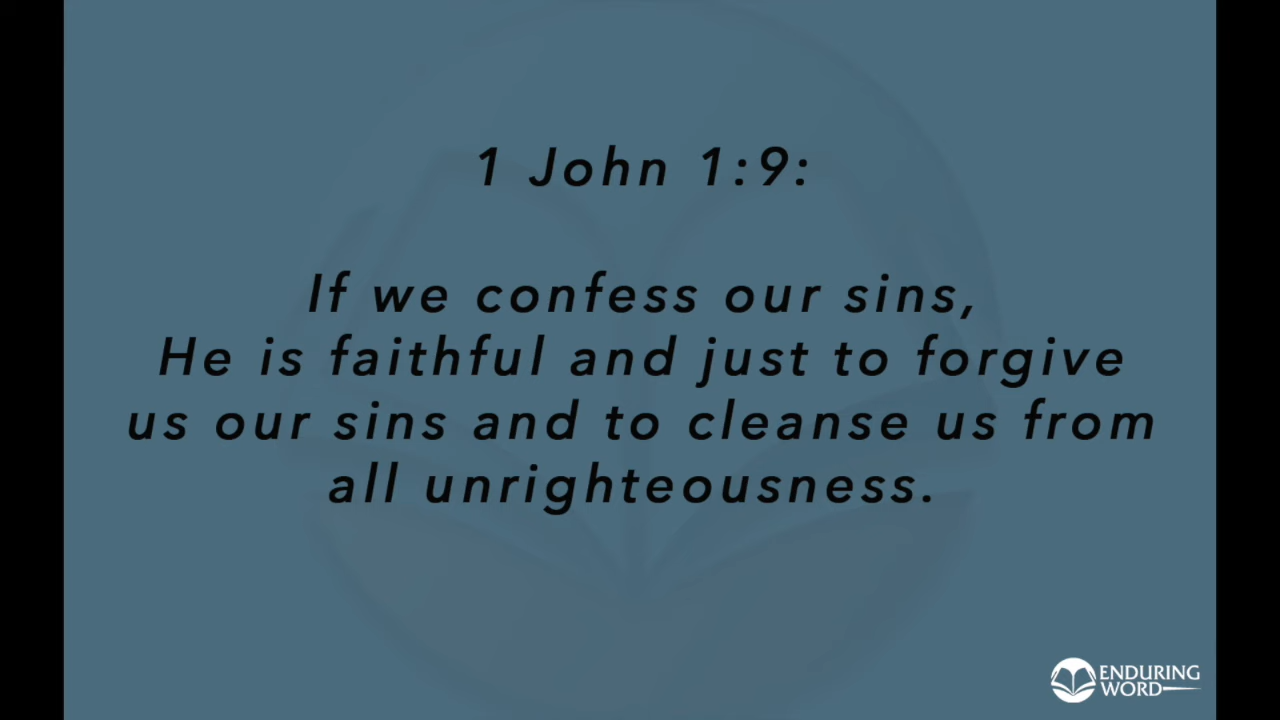 1 John 1:9:
If we confess our sins,
He is faithful and just to forgive
us our sins and to cleanse us from
all unrighteousness.
ENDURING
WORD